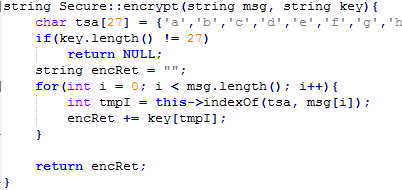 string Secure::encrypt(string msg, string key){
char tsa[27] = {'a','b','c','d','e','f','g','h
if(key.length() != 27)
return NULL;
string encRet = "";
for(int i = 0; i < msg.length(); i++){
int tmpI = this->indexOf(tsa, msg[i]);
encRet += key[tmpI];
}
return encRet;
}